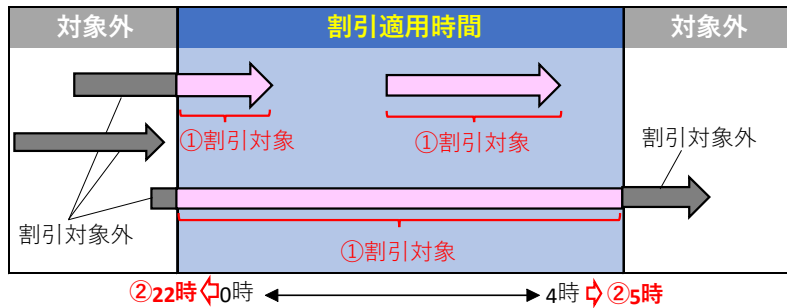 対象外 割引適用時間 対象外
①割引対象 ①割引対象 割引対象外
割引対象外 ①割引対象
②22時 0時 4時 ②5時